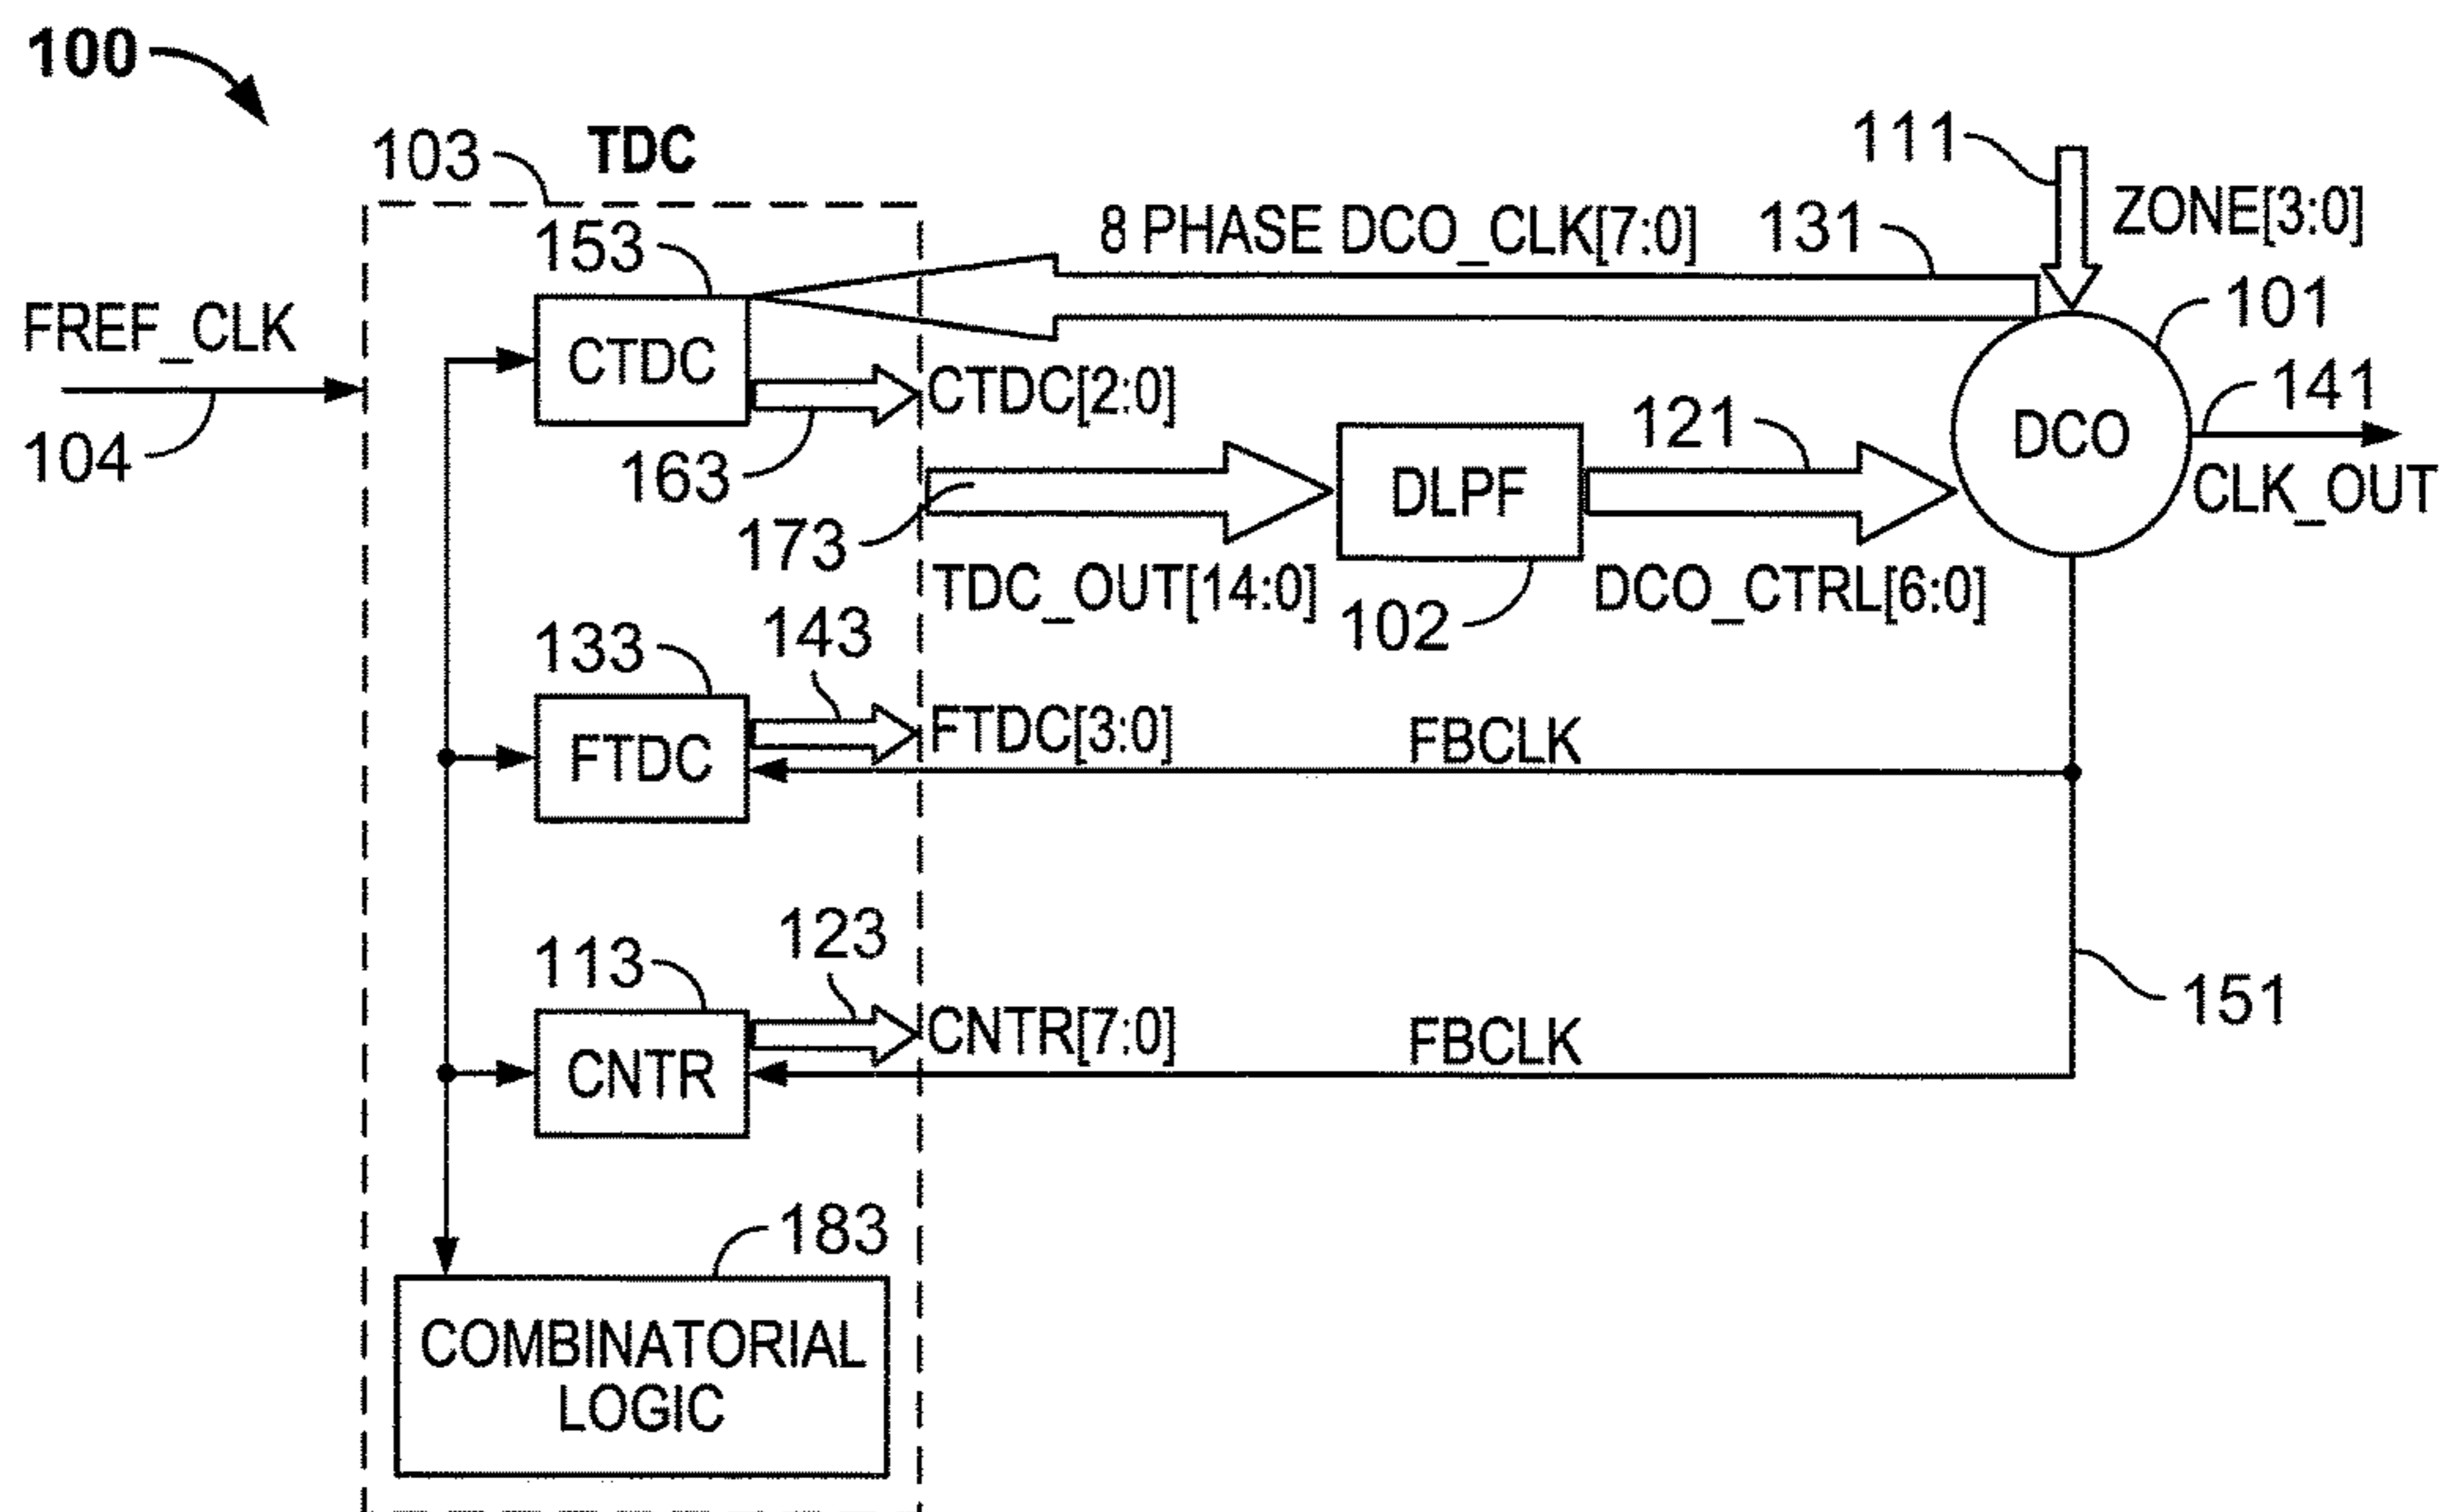 100
103
TDC
111
153
8 PHASE DCO_CLK[7:0]
131
ZONE[3:0]
101
FREF_CLK
CTDC
CTDC[2:0]
141
104
163
121
DCO
173
DLPF
CLK_OUT
TDC_OUT[14:0]
102
DCO_CTRL[6:0]
133
143
FTDC
FTDC[3:0]
FBCLK
113
123
151
CNTR
CNTR[7:0]
FBCLK
183
COMBINATORIAL
LOGIC